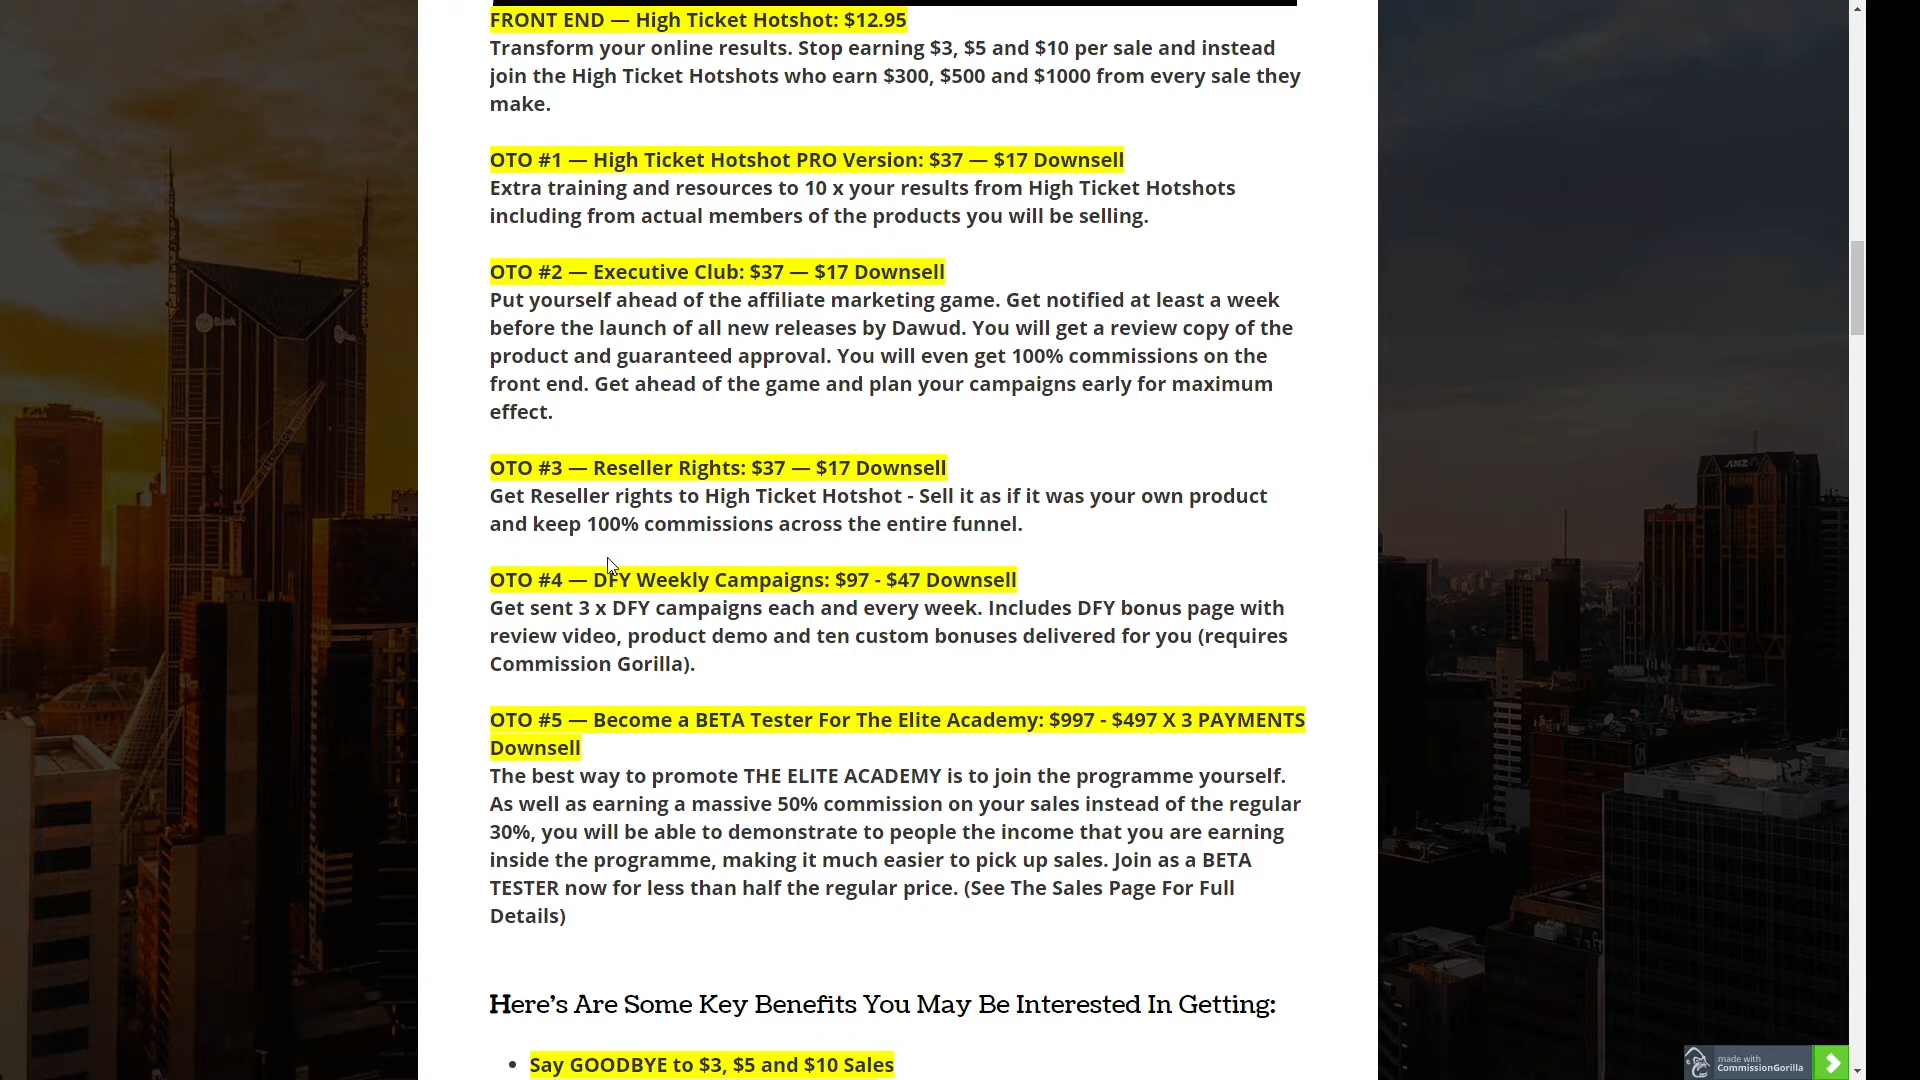 FRONT END — High Ticket Hotshot: $12.95
Transform your online results. Stop earning $3, $5 and $10 per sale and instead
join the High Ticket Hotshots who earn $300, $500 and $1000 from every sale they
make.
OTO #1 — High Ticket Hotshot PRO Version: $37 — $17 Downsell
Extra training and resources to 10 x your results from High Ticket Hotshots
including from actual members of the products you will be selling.
OTO #2 — Executive Club: $37 — $17 Downsell
Put yourself ahead of the affiliate marketing game. Get notified at least a week
before the launch of all new releases by Dawud. You will get a review copy of the
product and guaranteed approval. You will even get 100% commissions on the
front end. Get ahead of the game and plan your campaigns early for maximum
effect.
OTO #3 — Reseller Rights: $37 — $17 Downsell
Get Reseller rights to High Ticket Hotshot - Sell it as if it was your own product
and keep 100% commissions across the entire funnel.
OTO #4 — DFY Weekly Campaigns: $97 - $47 Downsell
Get sent 3 x DFY campaigns each and every week. Includes DFY bonus page with
review video, product demo and ten custom bonuses delivered for you (requires
Commission Gorilla).
OTO #5 — Become a BETA Tester For The Elite Academy: $997 - $497 X 3 PAYMENTS
Downsell
The best way to promote THE ELITE ACADEMY is to join the programme yourself.
As well as earning a massive 50% commission on your sales instead of the regular
30%, you will be able to demonstrate to people the income that you are earning
inside the programme, making it much easier to pick up sales. Join as a BETA
TESTER now for less than half the regular price. (See The Sales Page For Full
Details)
Here's Are Some Key Benefits You May Be Interested In Getting:
• Say GOODBYE to $3, $5 and $10 Sales
ANZ
made with
CommissionGorilla